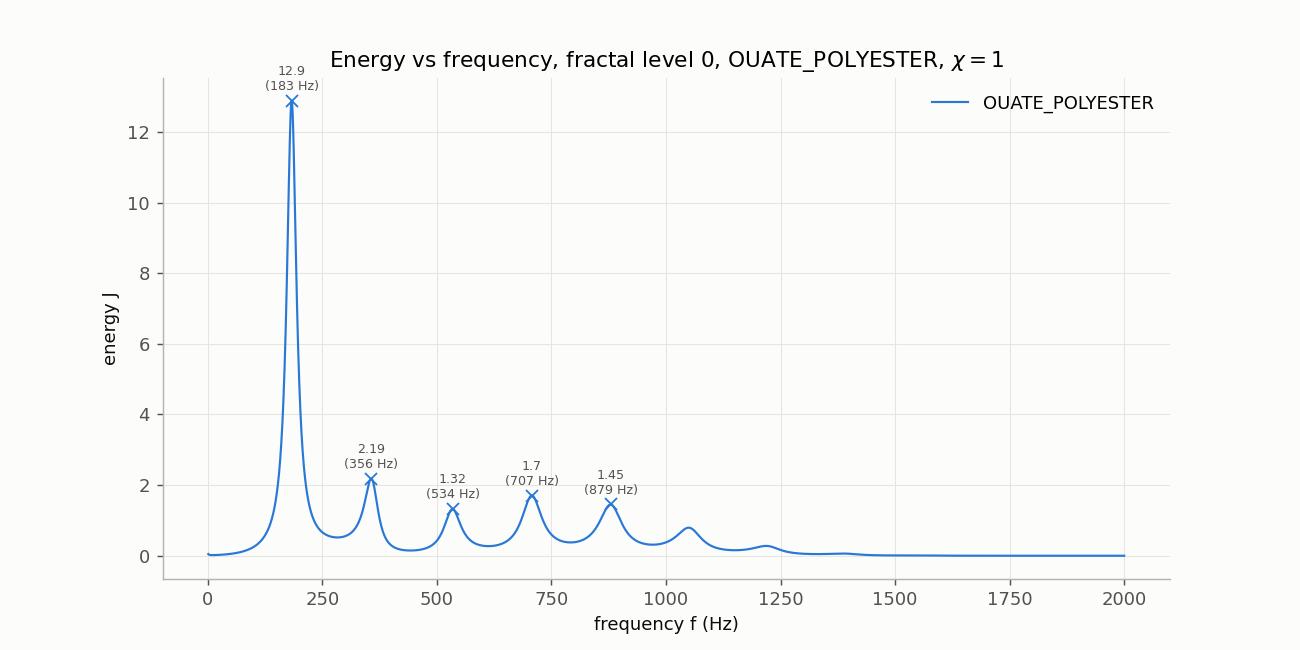 Energy vs frequency, fractal level 0, OUATE_POLYESTER, χ = 1
12.9
(183 Hz)
OUATE_POLYESTER
12
10
8
6
4
2
0
energy J
2.19
(356 Hz)
1.32
(534 Hz)
1.7
(707 Hz)
1.45
(879 Hz)
0
250
500
750
1000
1250
1500
1750
2000
frequency f (Hz)